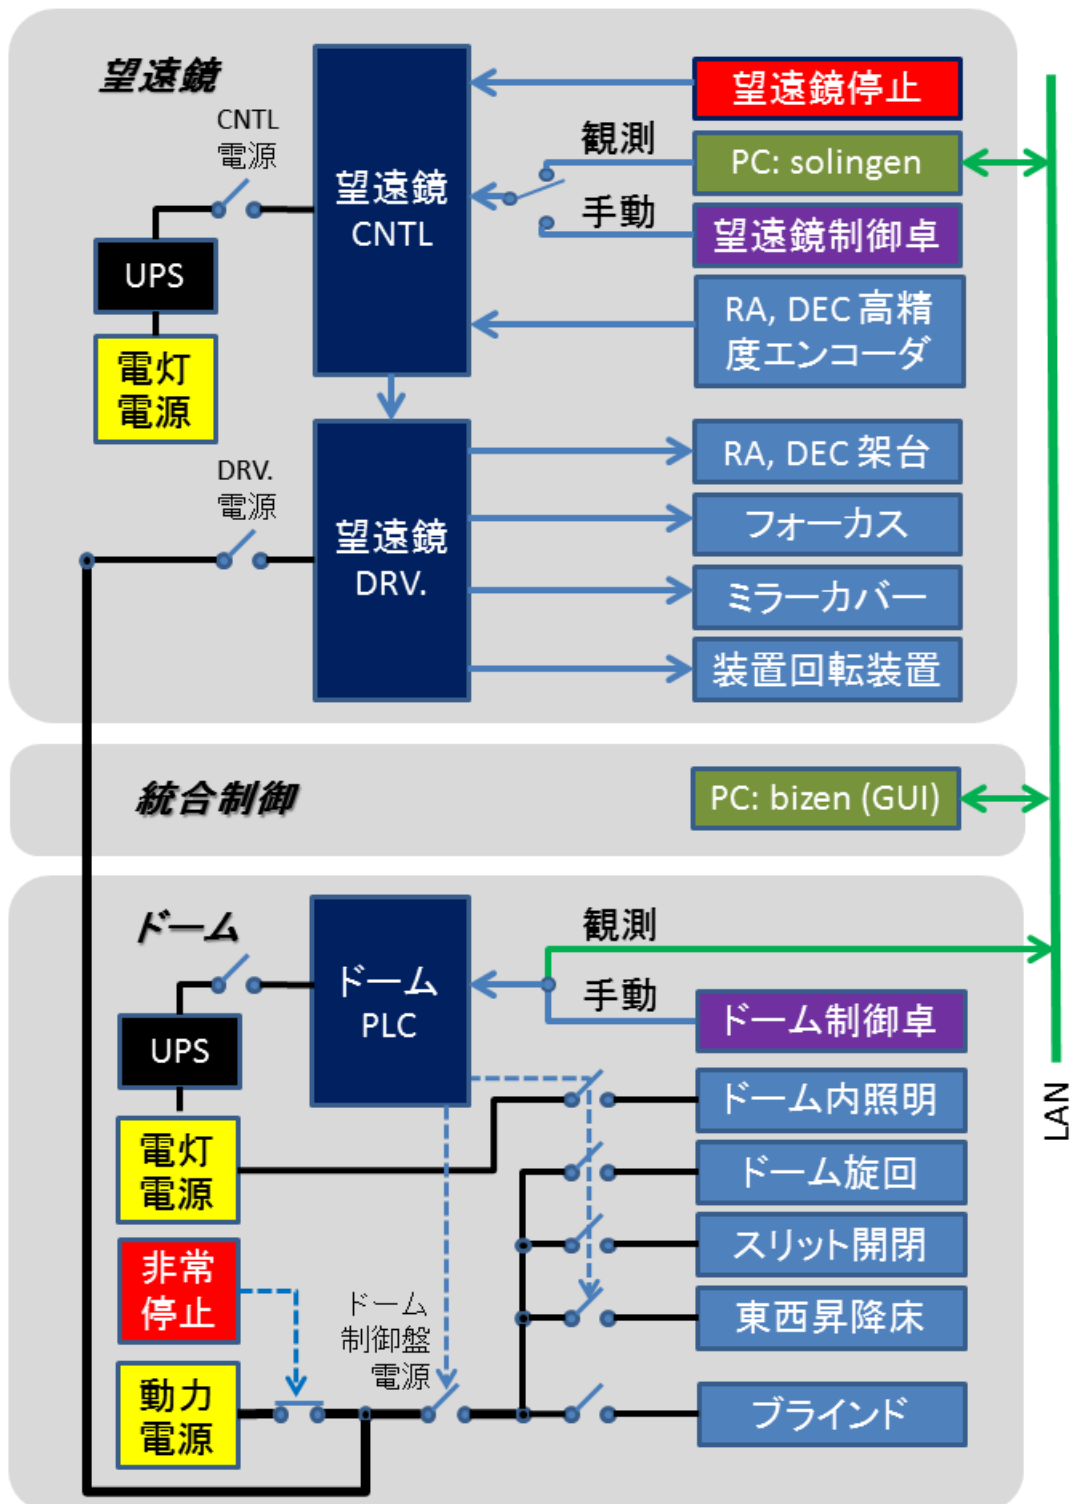 望遠鏡
CNTL
電源
UPS
電灯
電源
望遠鏡
CNTL
望遠鏡停止
観測
PC: solingen
手動
望遠鏡制御卓
RA, DEC 高精
度エンコーダ
DRV.
電源
望遠鏡
DRV.
RA, DEC 架台
フォーカス
ミラーカバー
装置回転装置
統合制御
PC: bizen (GUI)
ドーム
UPS
電灯
電源
ドーム
PLC
観測
手動
ドーム制御卓
LAN
ドーム内照明
ドーム旋回
スリット開閉
東西昇降床
ブラインド
非常
停止
ドーム
制御盤
電源
動力
電源